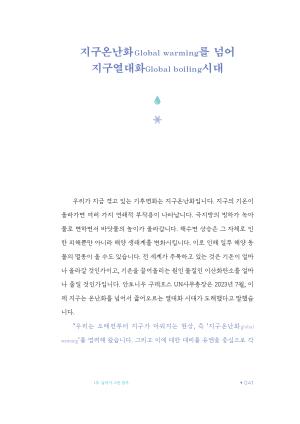 지구온난화Global warming를 넘어
지구열대화Global boiling시대
우리가 지금 겪고 있는 기후변화는 지구온난화입니다. 지구의 기온이
올라가면 여러 가지 연쇄적 부작용이 나타납니다. 극지방의 빙하가 녹아
물로 변하면서 바닷물의 높이가 올라갑니다. 해수면 상승은 그 자체로 인
한 피해뿐만 아니라 해양 생태계를 변화시킵니다. 이로 인해 일부 해양 동
물의 멸종이 올 수도 있습니다. 전 세계가 주목하고 있는 것은 기온이 얼마
나 올라갈 것인가이고, 기온을 끌어올리는 원인 물질인 이산화탄소를 얼마
나 줄일 것인가입니다. 안토니우 구테흐스 UN사무총장은 2023년 7월, 이
제 지구는 온난화를 넘어서 끓어오르는 열대화 시대가 도래했다고 말했습
니다.
"우리는 오래전부터 지구가 더워지는 현상, 즉 '지구온난화global
warming'를 염려해 왔습니다. 그리고 이에 대한 대비를 유엔을 중심으로 각
041